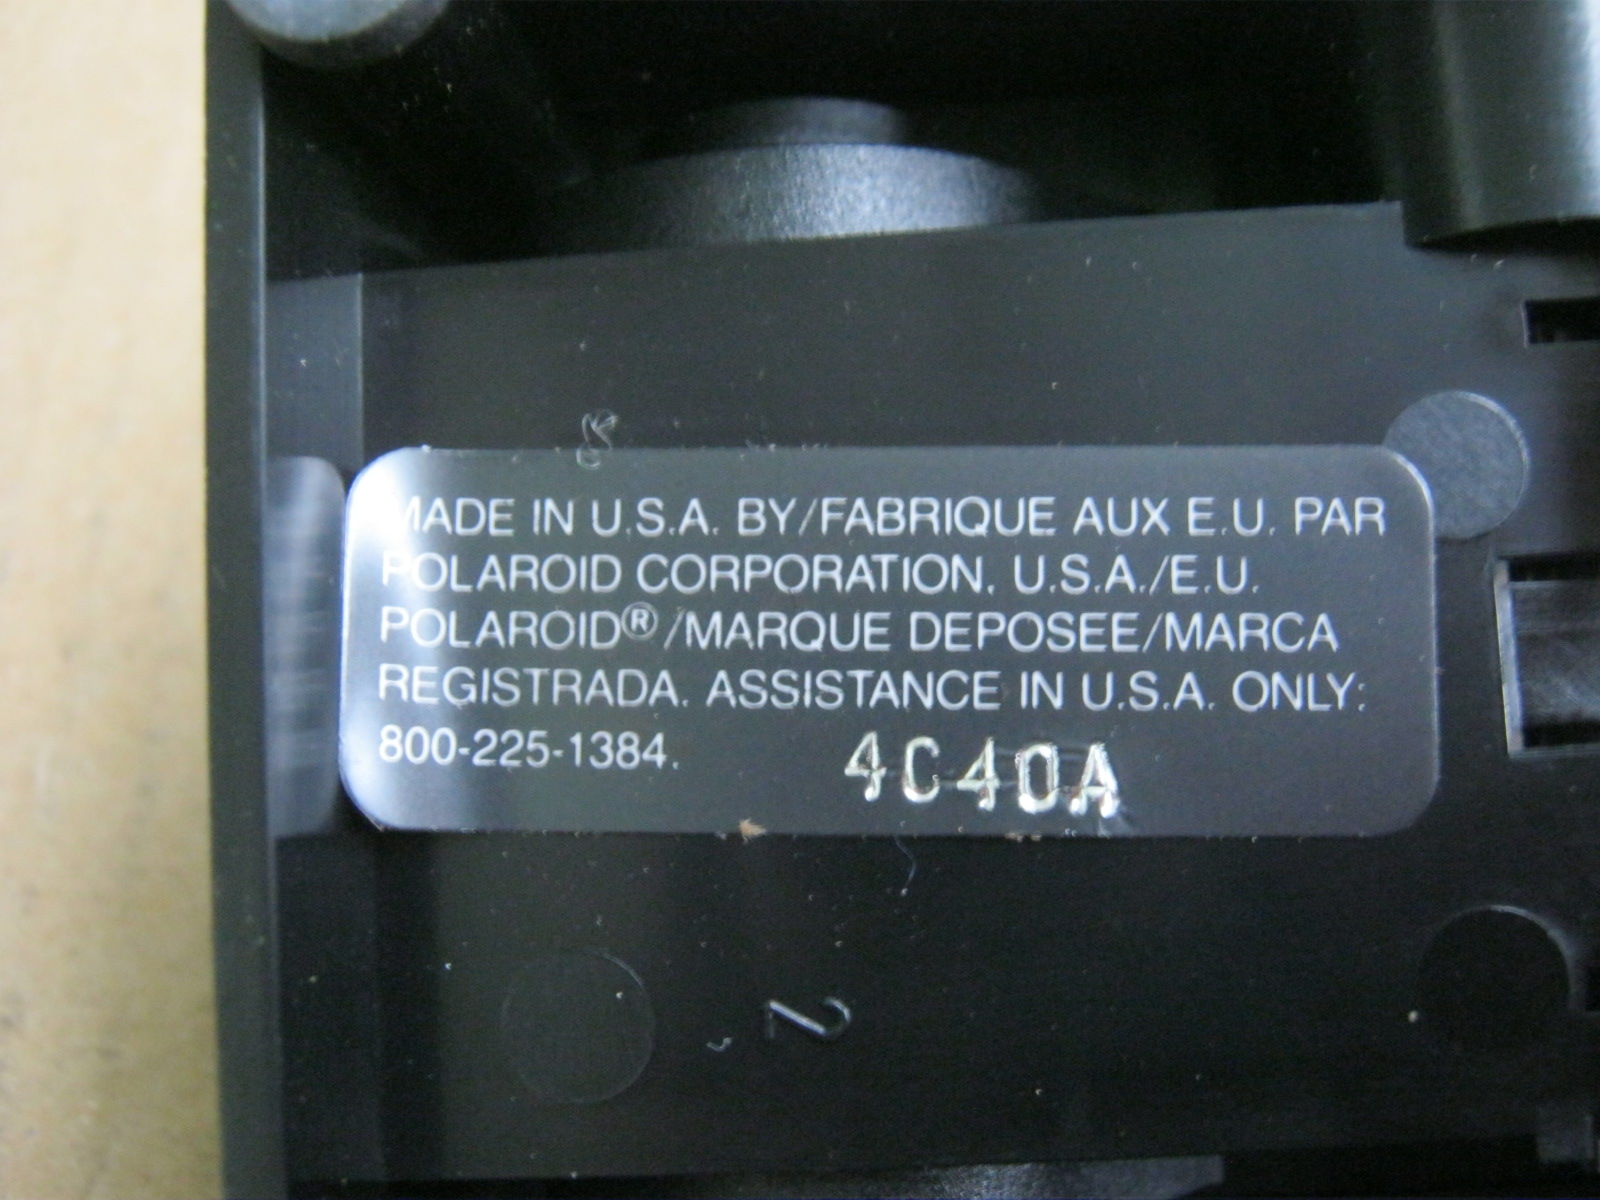 MADE IN U.S.A. BY/FABRIQUE AUX E.U. PAR
POLAROID CORPORATION, U.S.A./E.U.
POLAROID®/MARQUE DEPOSEE/MARCA
REGISTRADA. ASSISTANCE IN U.S.A. ONLY:
800-225-1384. 4C40A
2